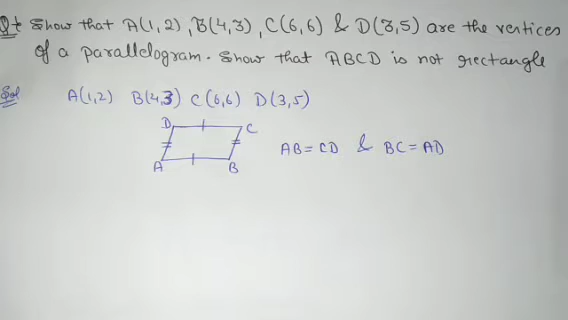 Q+ Show that A(1,2), B(4,3), C(6,6) & D(3,5) are the vertices
of a parallelogram. Show that ABCD is not rectangle
Sol A(1,2) B(4,3) C(6,6) D(3,5)
D C
AB = CD & BC = AD
A B